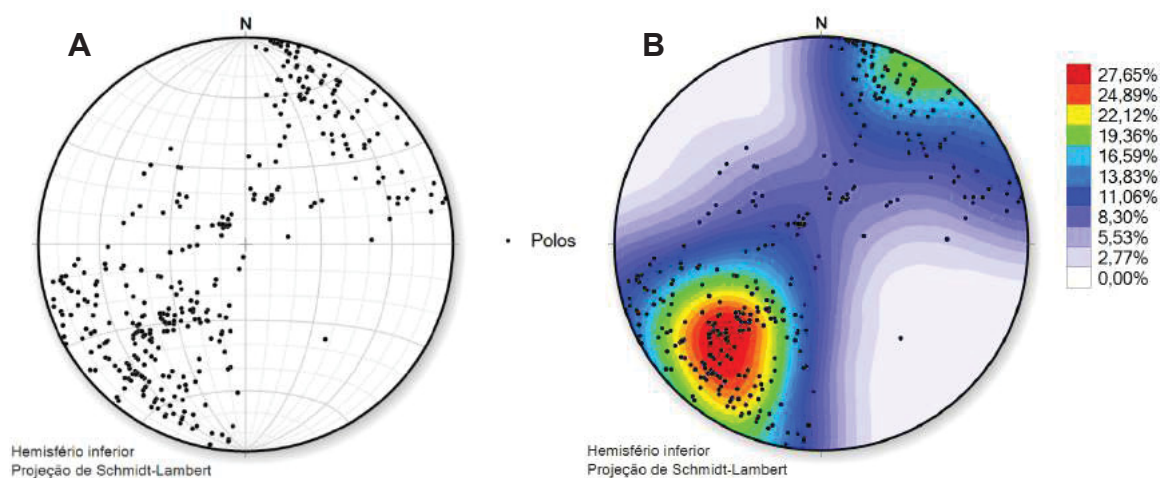 A
N
Hemisfério inferior
Projeção de Schmidt-Lambert
Polos
B
N
Hemisfério inferior
Projeção de Schmidt-Lambert
27,65%
24,89%
22,12%
19,36%
16,59%
13,83%
11,06%
8,30%
5,53%
2,77%
0,00%